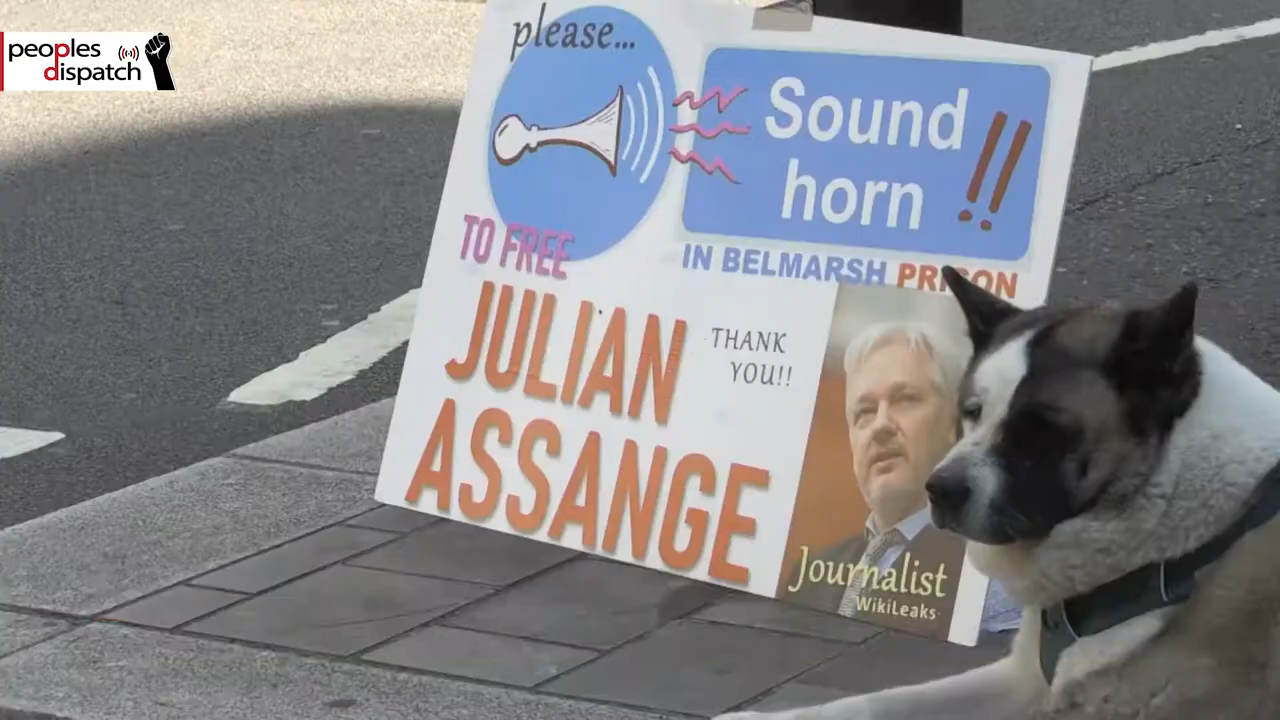 peoples
dispatch
please...
Sound
horn !!
TO FREE
IN BELMARSH PRISON
JULIAN
ASSANGE
THANK
YOU!!
Journalist
WikiLeaks